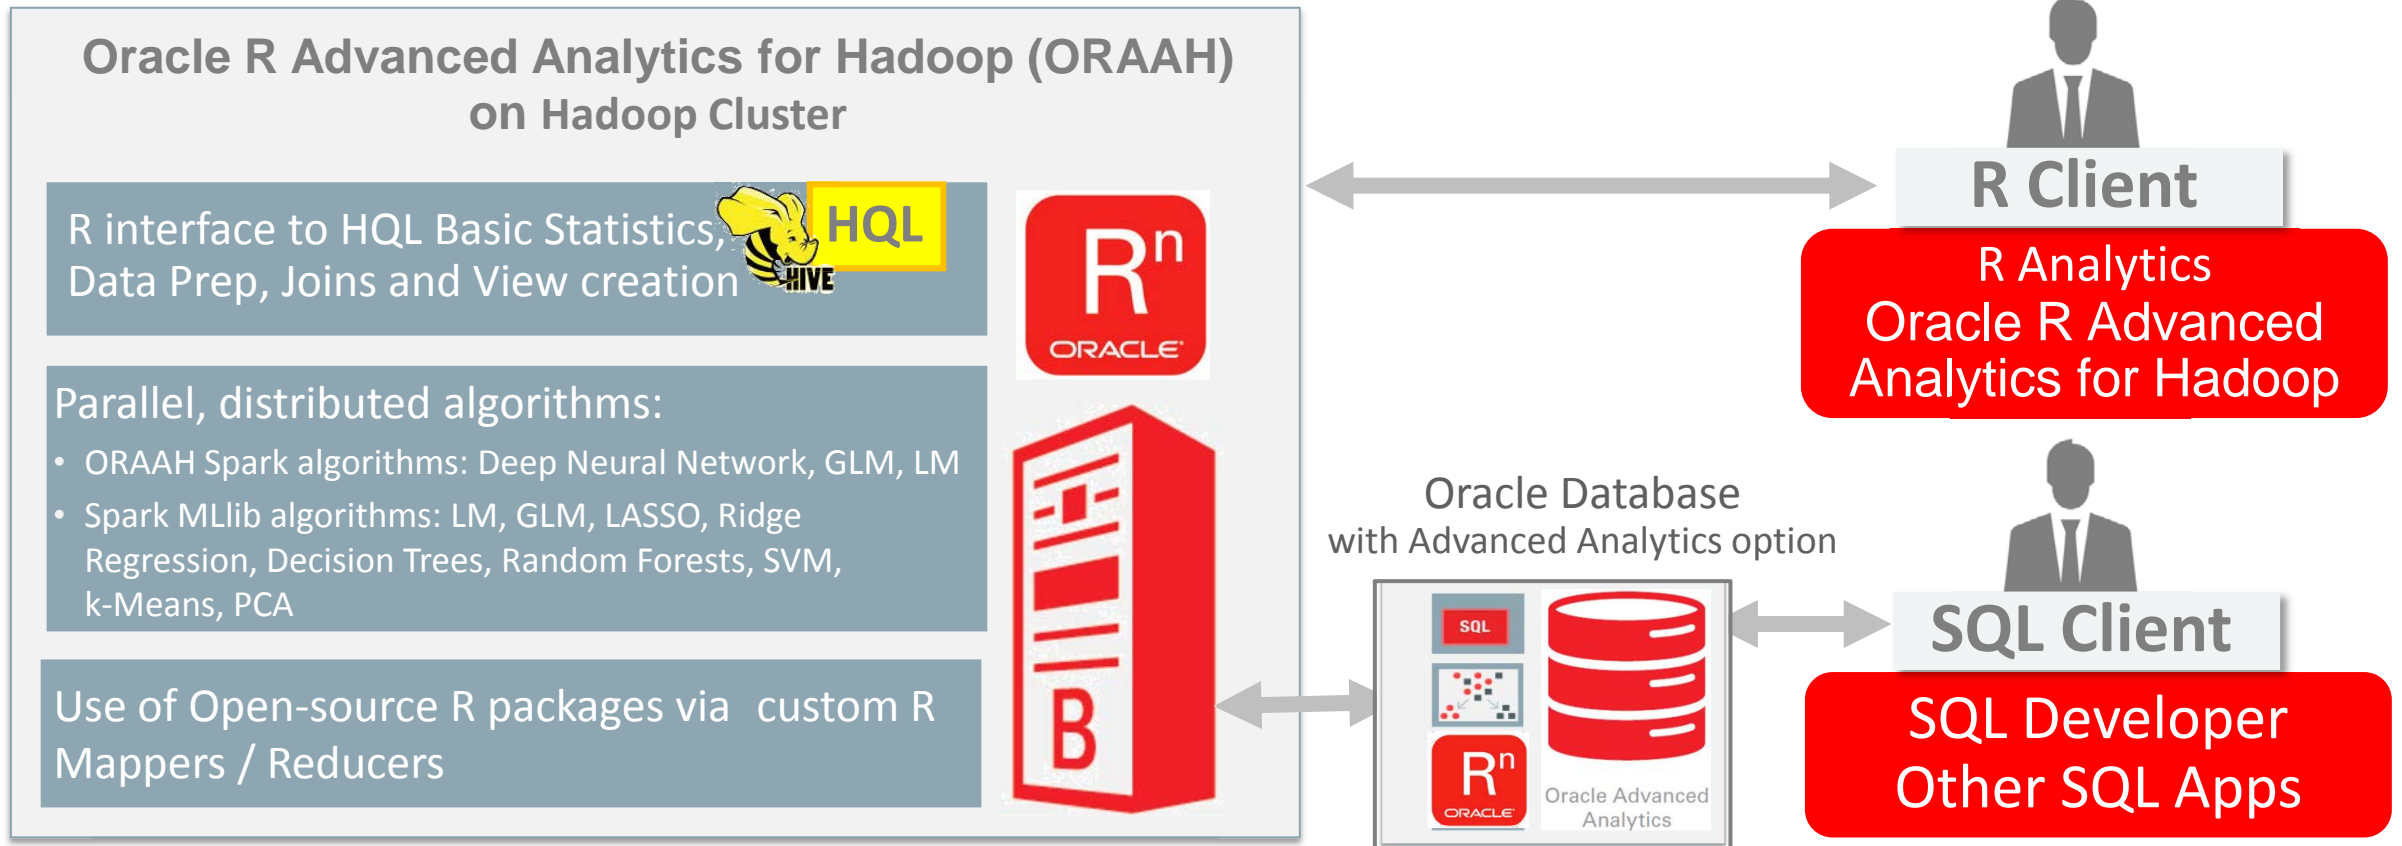 Oracle R Advanced Analytics for Hadoop (ORAAH)
on Hadoop Cluster
R interface to HQL Basic Statistics,
Data Prep, Joins and View creation
HIVE
HQL
Rn
ORACLE
Parallel, distributed algorithms:
• ORAAH Spark algorithms: Deep Neural Network, GLM, LM
• Spark MLlib algorithms: LM, GLM, LASSO, Ridge
Regression, Decision Trees, Random Forests, SVM,
k-Means, PCA
Use of Open-source R packages via custom R
Mappers / Reducers
B
R Client
R Analytics
Oracle R Advanced
Analytics for Hadoop
Oracle Database
with Advanced Analytics option
SQL
Rn
ORACLE
Oracle Advanced
Analytics
SQL Client
SQL Developer
Other SQL Apps